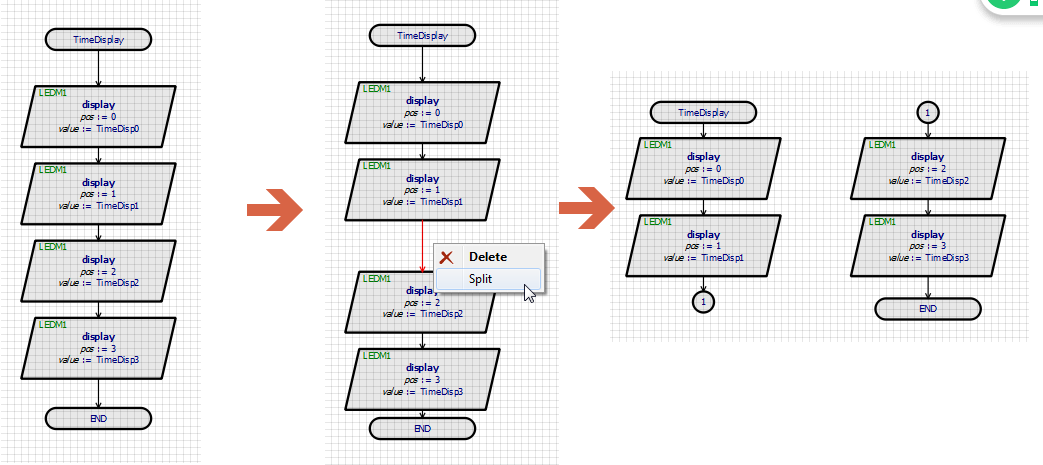 TimeDisplay
LEDM1
display
pos := 0
value := TimeDisp0
LEDM1
display
pos := 1
value := TimeDisp1
LEDM1
display
pos := 2
value := TimeDisp2
LEDM1
display
pos := 3
value := TimeDisp3
END
TimeDisplay
LEDM1
display
pos := 0
value := TimeDisp0
LEDM1
display
pos := 1
value := TimeDisp1
Delete
Split
LEDM1
display
pos := 2
value := TimeDisp2
LEDM1
display
pos := 3
value := TimeDisp3
END
TimeDisplay
LEDM1
display
pos := 0
value := TimeDisp0
LEDM1
display
pos := 1
value := TimeDisp1
1
1
LEDM1
display
pos := 2
value := TimeDisp2
LEDM1
display
pos := 3
value := TimeDisp3
END